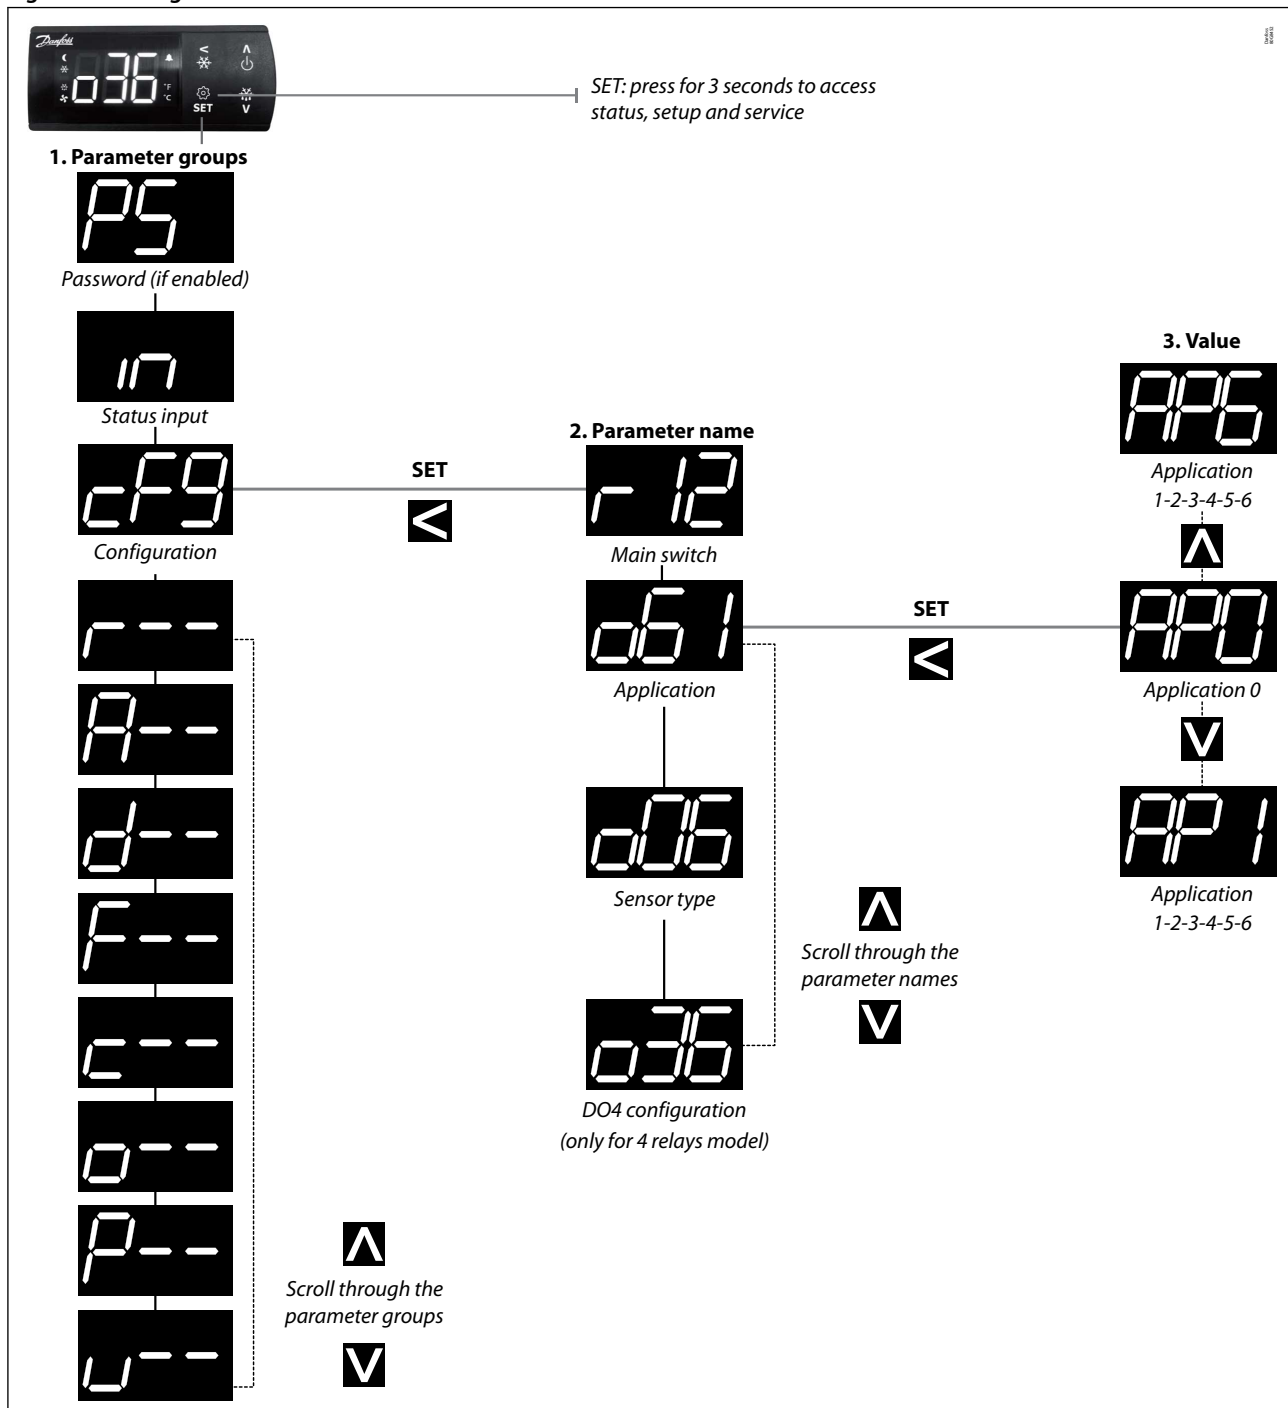 Danfoss
o36
°F
°C
SET
SET: press for 3 seconds to access
status, setup and service
1. Parameter groups
PS
Password (if enabled)
in
Status input
cFg
Configuration
r--
A--
d--
F--
c--
o--
P--
u--
Scroll through the
parameter groups
SET
2. Parameter name
r 12
Main switch
o61
Application
o06
Sensor type
o36
DO4 configuration
(only for 4 relays model)
Scroll through the
parameter names
SET
3. Value
AP6
Application
1-2-3-4-5-6
AP0
Application 0
AP1
Application
1-2-3-4-5-6